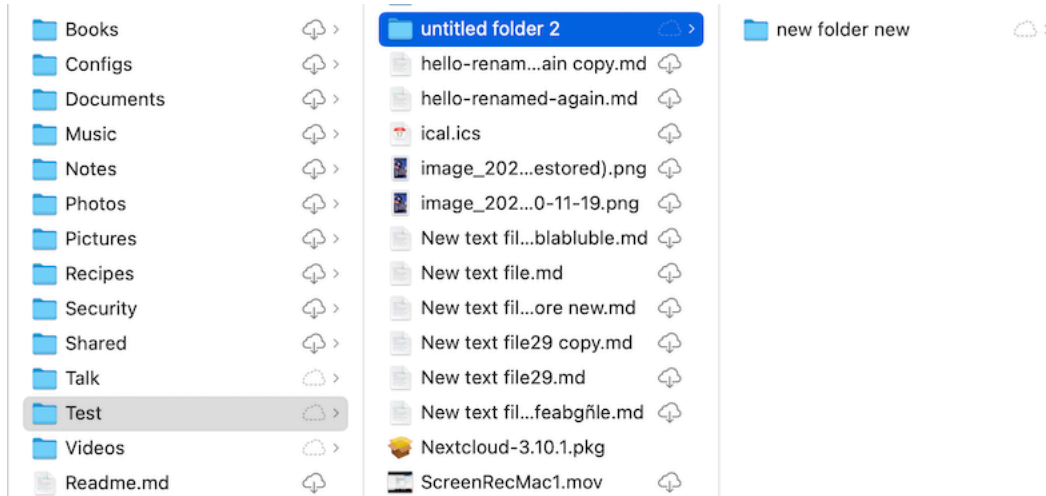 Books
Configs
Documents
Music
Notes
Photos
Pictures
Recipes
Security
Shared
Talk
Test
Videos
Readme.md
untitled folder 2
hello-renam...ain copy.md
hello-renamed-again.md
ical.ics
image_202...estored).png
image_202...0-11-19.png
New text fil...blabluble.md
New text file.md
New text fil...ore new.md
New text file29 copy.md
New text file29.md
New text fil...feabgñle.md
Nextcloud-3.10.1.pkg
ScreenRecMac1.mov
new folder new